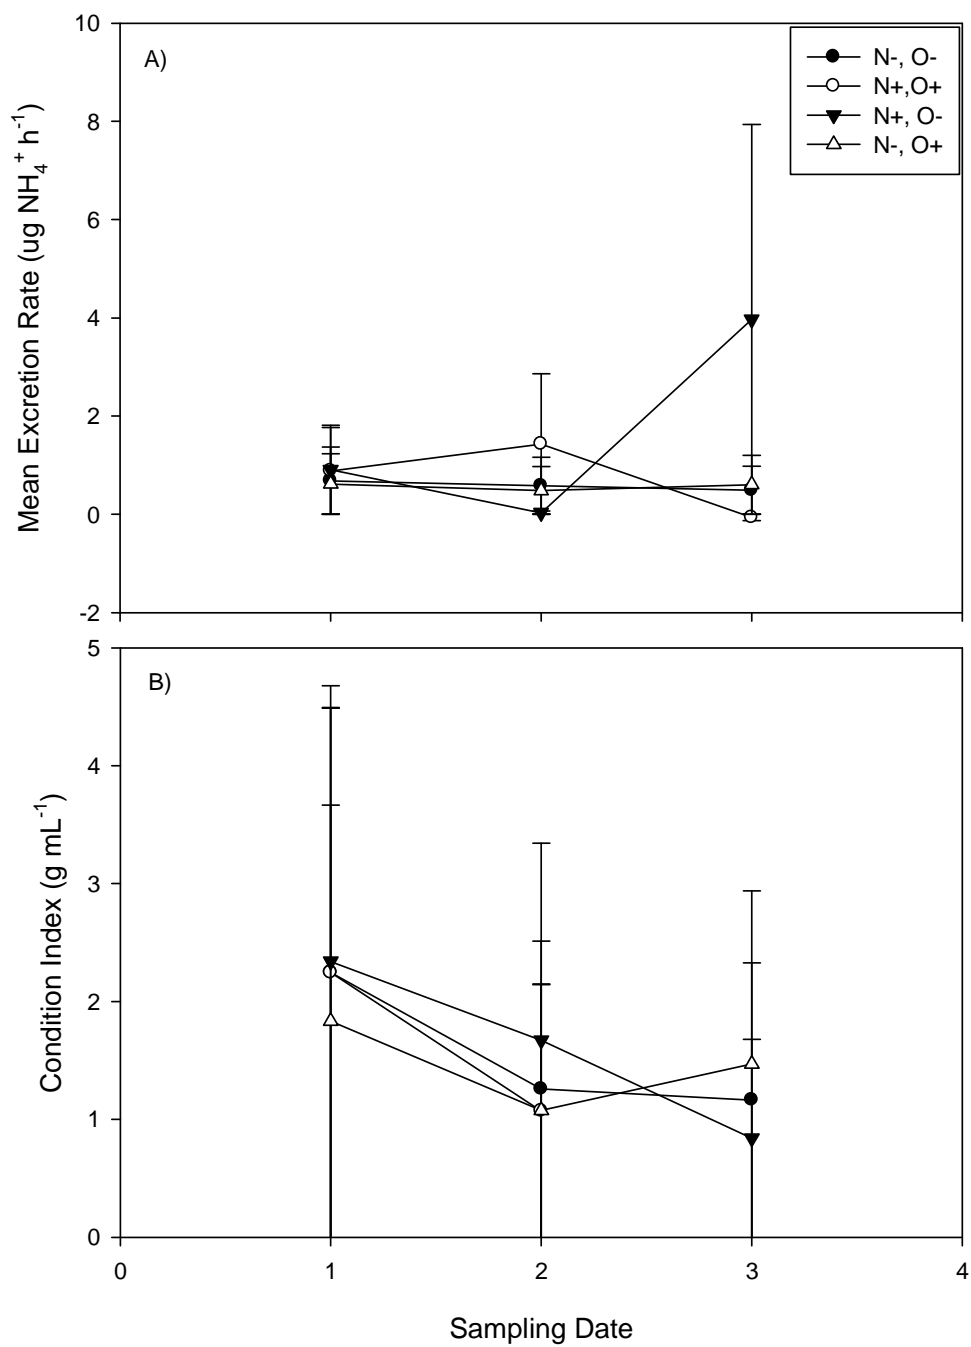 A)
N-, O-
N+,O+
N+, O-
N-, O+
Mean Excretion Rate (ug NH₄⁺ h⁻¹)
10
8
6
4
2
0
-2
B)
Condition Index (g mL⁻¹)
5
4
3
2
1
0
0 1 2 3 4
Sampling Date